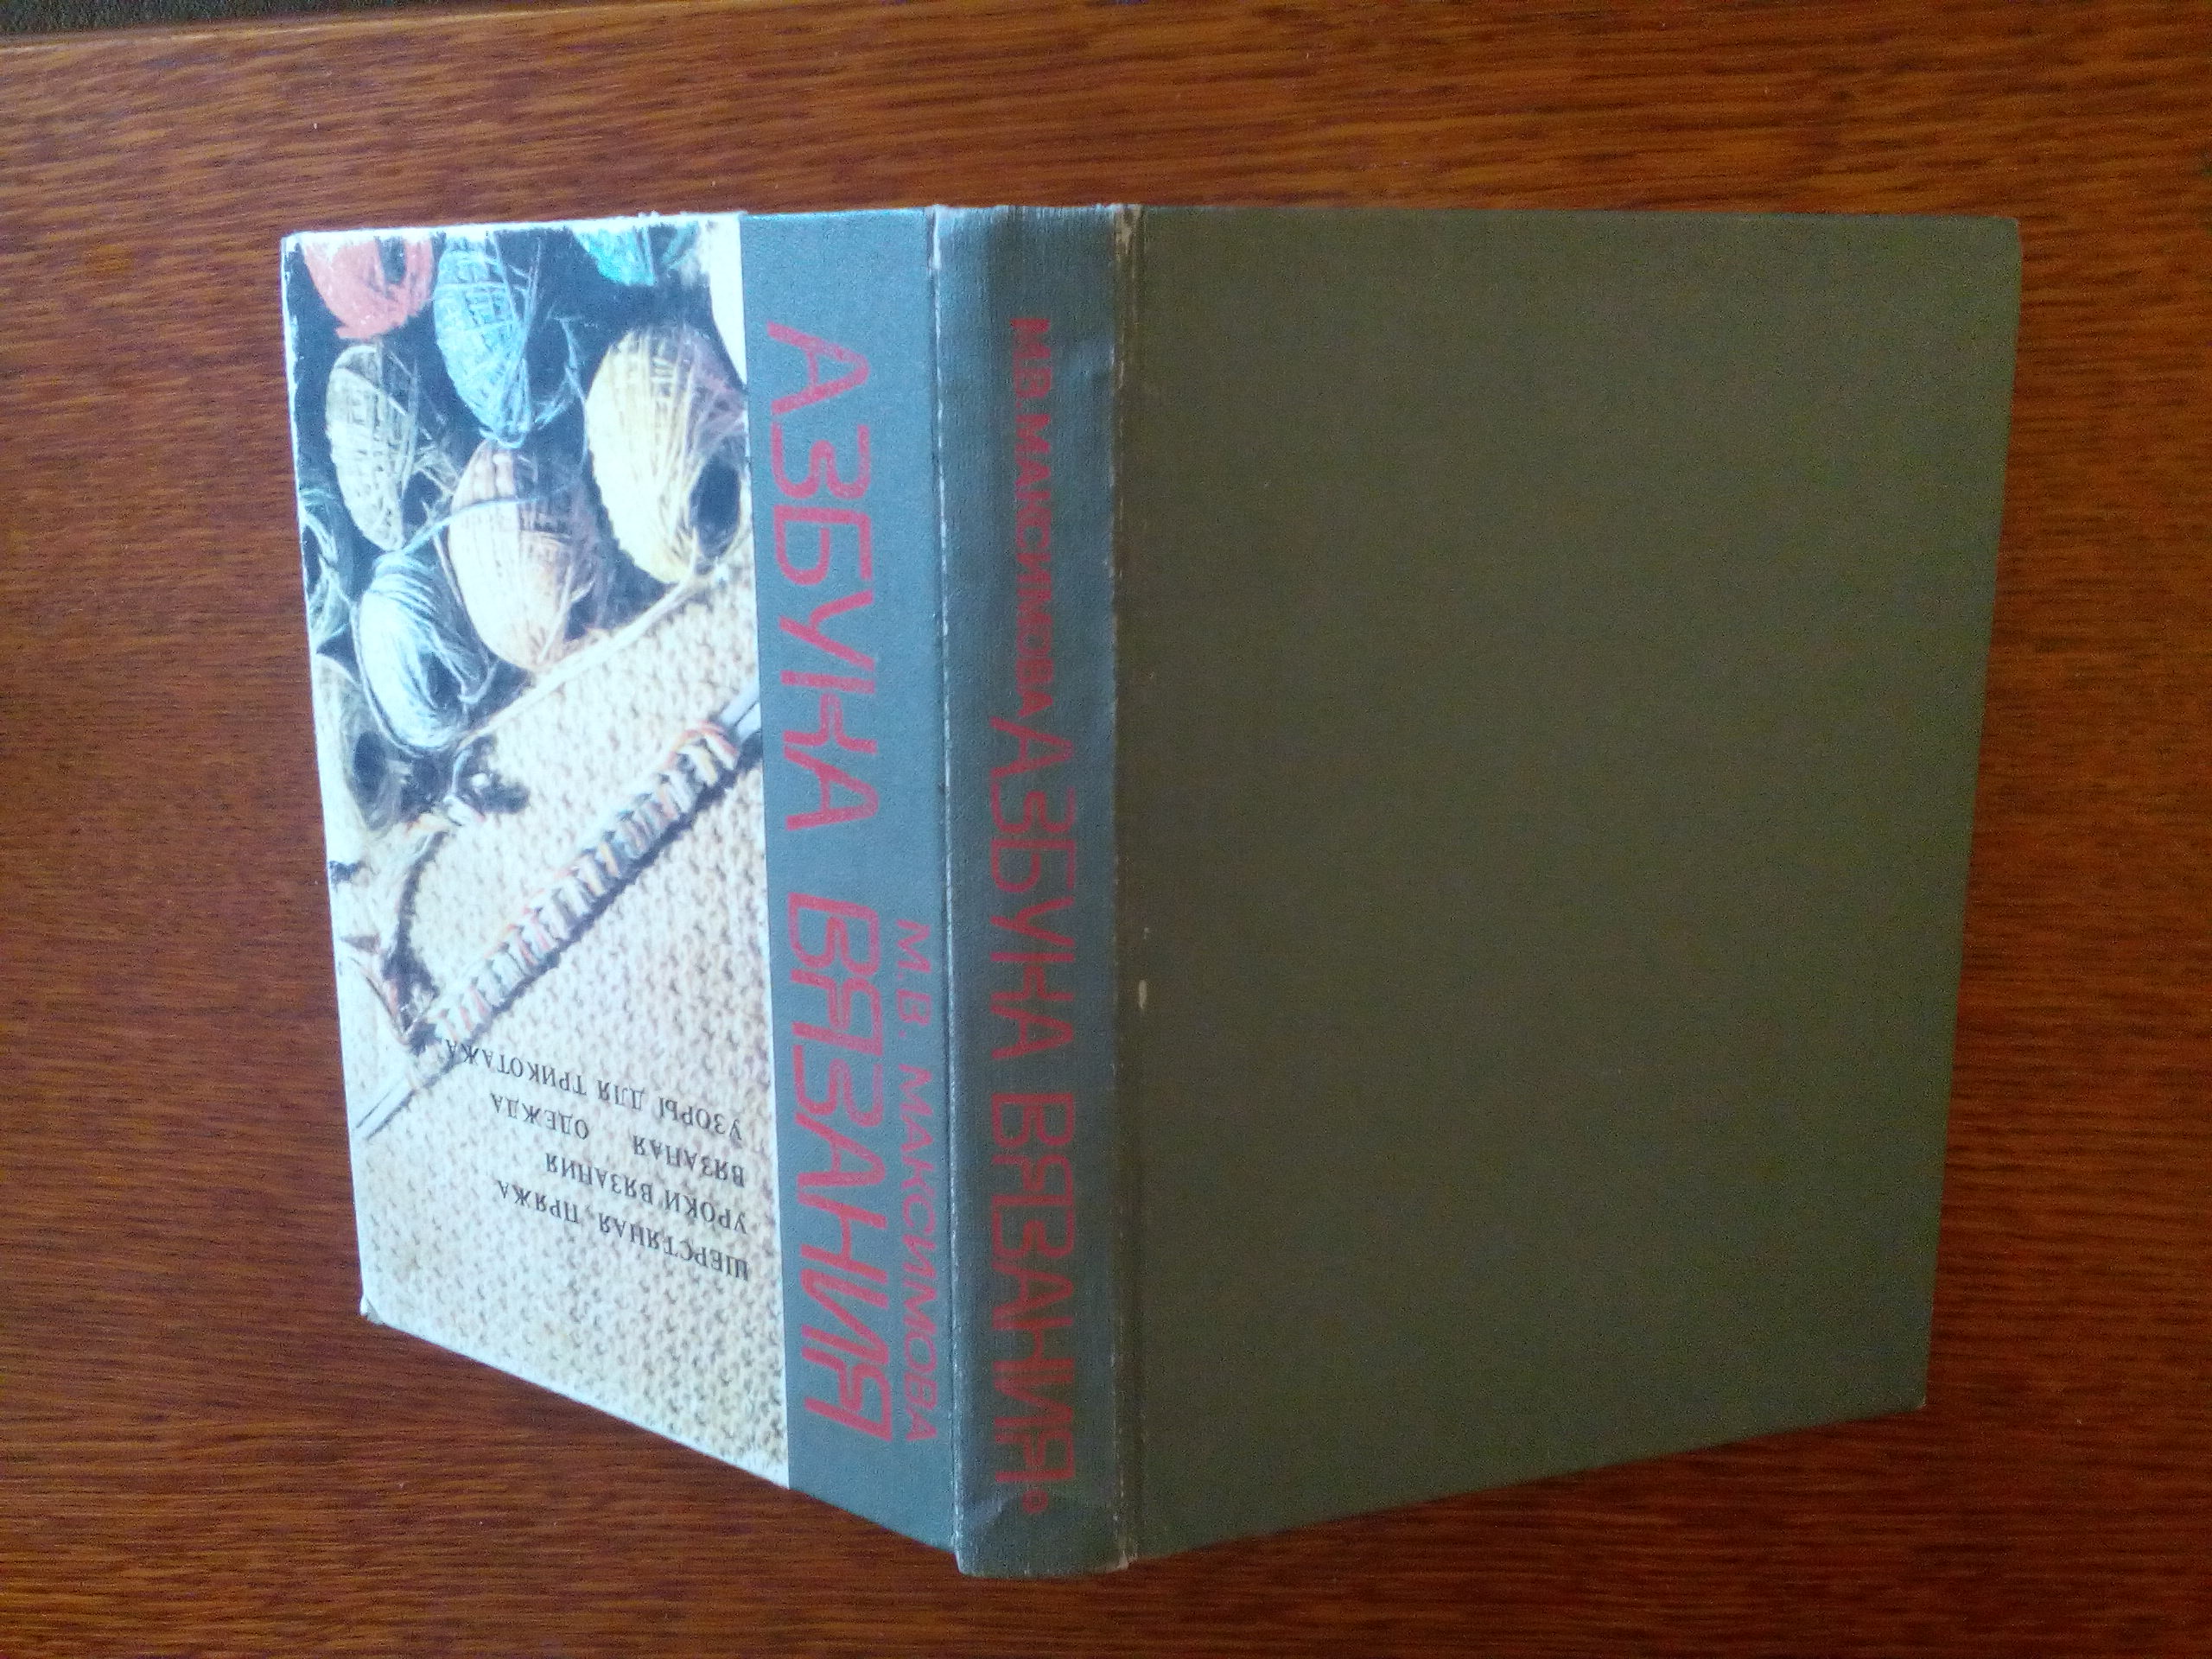 М.В. МАКСИМОВА
АЗБУКА ВЯЗАНИЯ
ШЕРСТЯНАЯ ПРЯЖА
УРОКИ ВЯЗАНИЯ
ВЯЗАНАЯ ОДЕЖДА
УЗОРЫ ДЛЯ ТРИКОТАЖА
М.В.МАКСИМОВА АЗБУКА ВЯЗАНИЯ